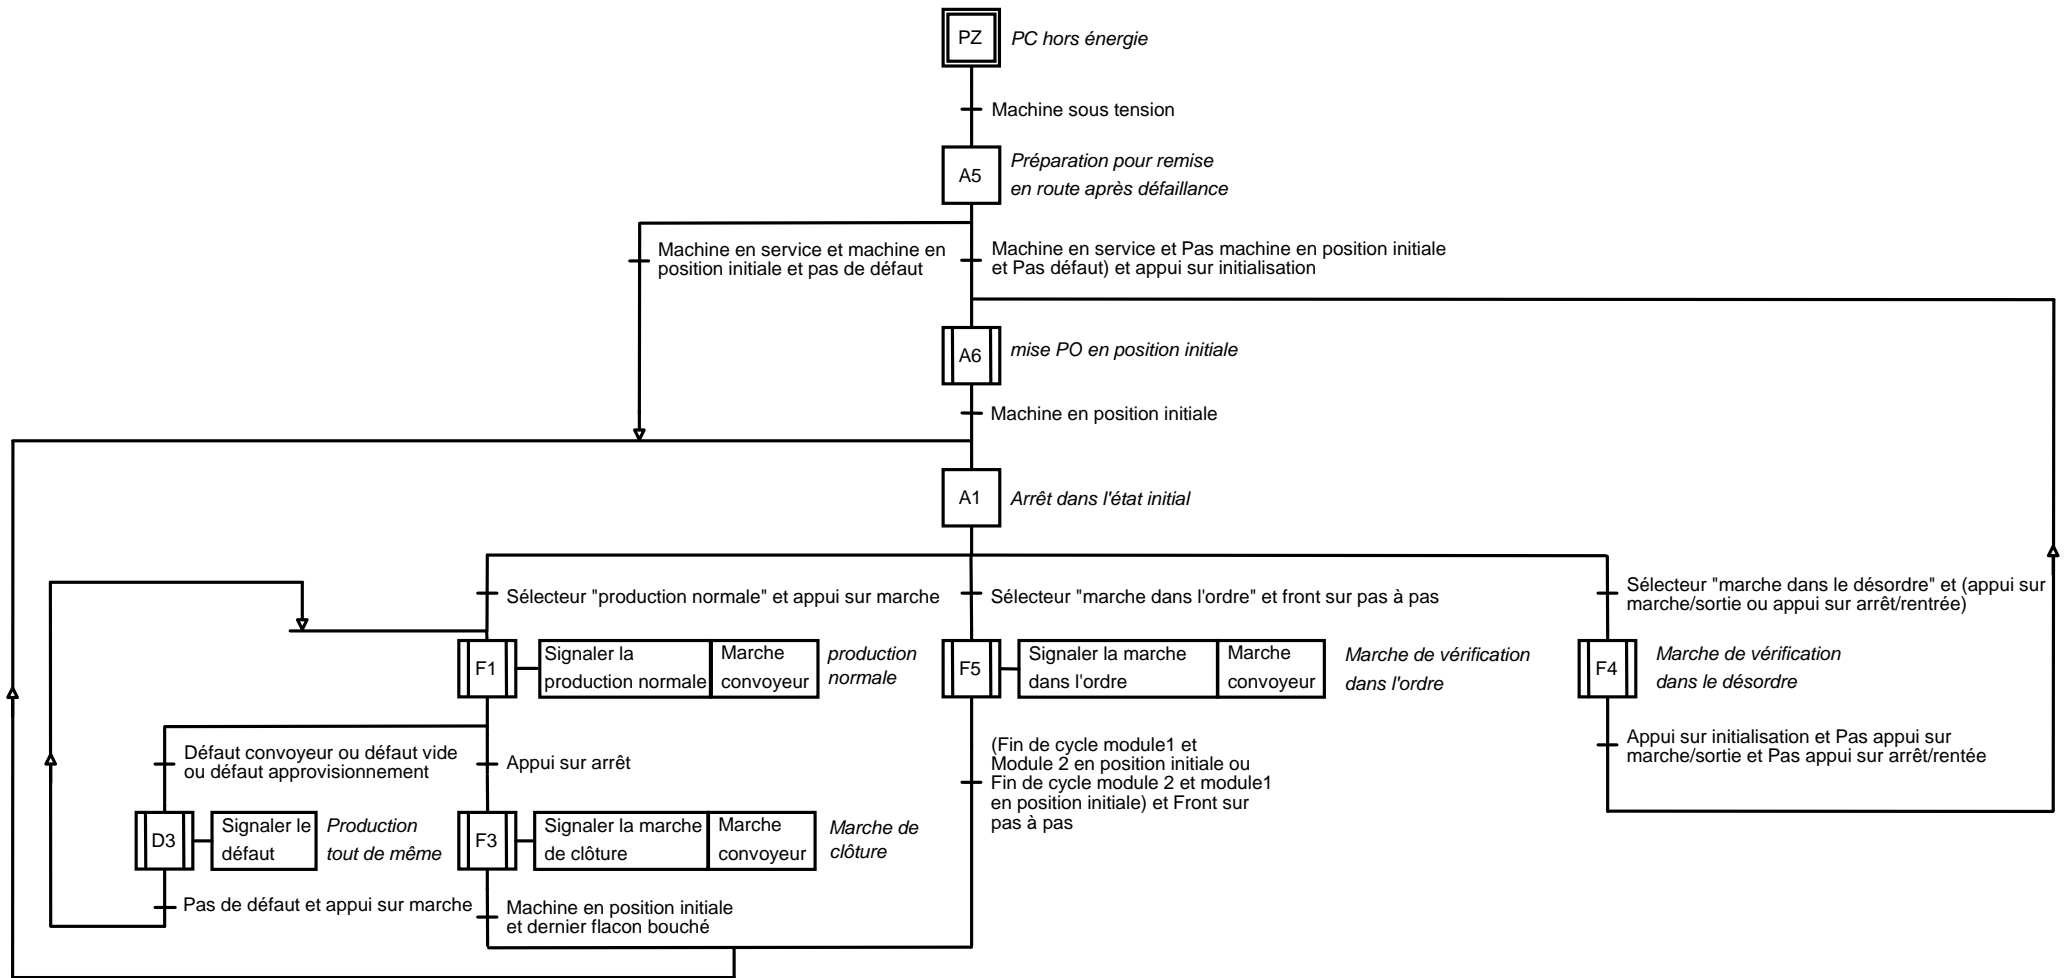 PZ
PC hors énergie
Machine sous tension
A5
Préparation pour remise
en route après défaillance
Machine en service et machine en
position initiale et pas de défaut
Machine en service et Pas machine en position initiale
et Pas défaut) et appui sur initialisation
A6
mise PO en position initiale
Machine en position initiale
A1
Arrêt dans l'état initial
Sélecteur "production normale" et appui sur marche
Sélecteur "marche dans l'ordre" et front sur pas à pas
Sélecteur "marche dans le désordre" et (appui sur
marche/sortie ou appui sur arrêt/rentrée)
F1
Signaler la
production normale
Marche
convoyeur
production
normale
F5
Signaler la marche
dans l'ordre
Marche
convoyeur
Marche de vérification
dans l'ordre
F4
Marche de vérification
dans le désordre
Défaut convoyeur ou défaut vide
ou défaut approvisionnement
Appui sur arrêt
(Fin de cycle module1 et
Module 2 en position initiale ou
Fin de cycle module 2 et module1
en position initiale) et Front sur
pas à pas
Appui sur initialisation et Pas appui sur
marche/sortie et Pas appui sur arrêt/rentée
D3
Signaler le
défaut
Production
tout de même
F3
Signaler la marche
de clôture
Marche
convoyeur
Marche de
clôture
Pas de défaut et appui sur marche
Machine en position initiale
et dernier flacon bouché